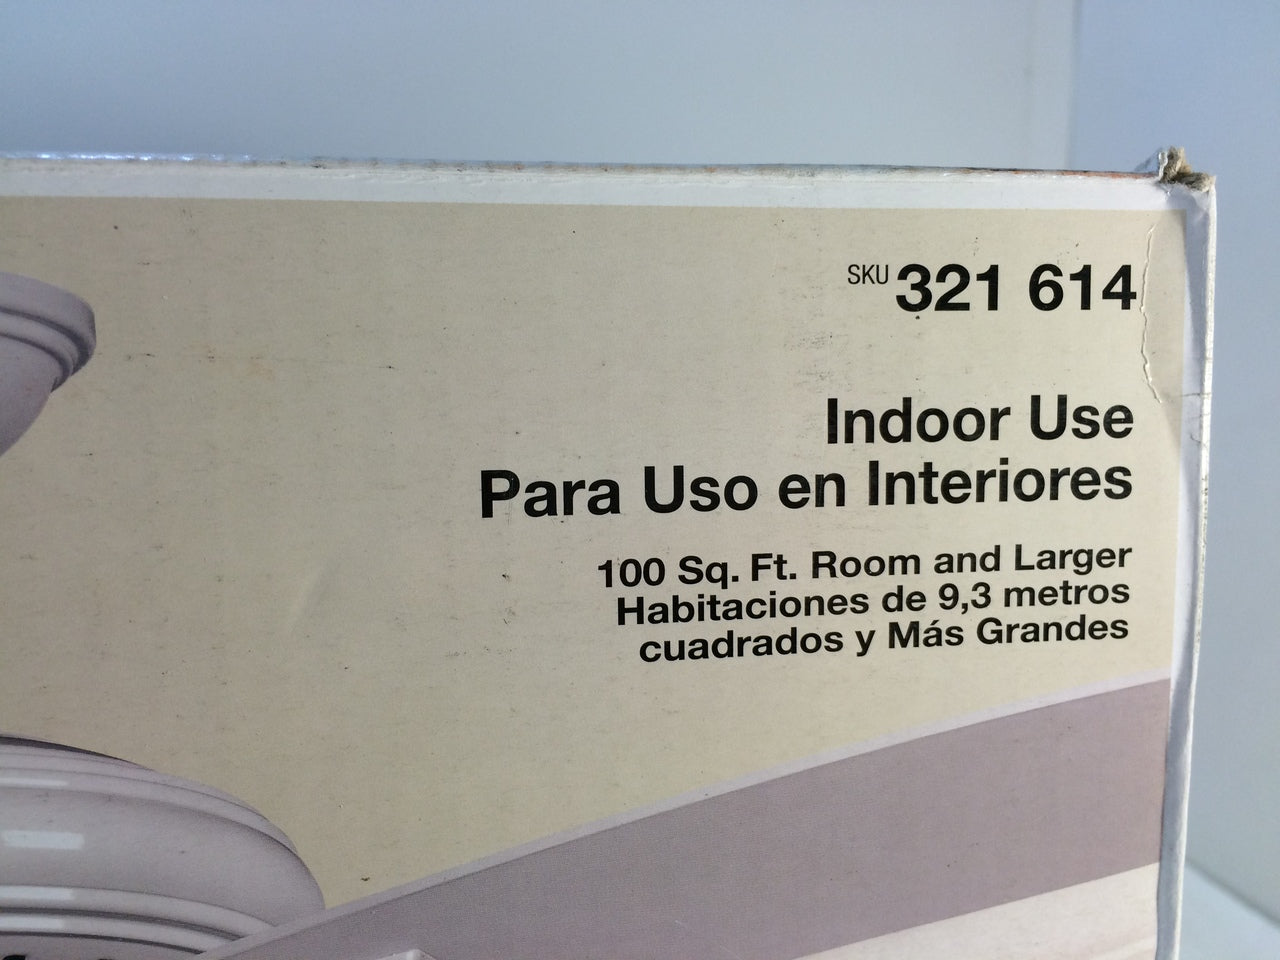 SKU 321 614
Indoor Use
Para Uso en Interiores
100 Sq. Ft. Room and Larger
Habitaciones de 9,3 metros
cuadrados y Más Grandes